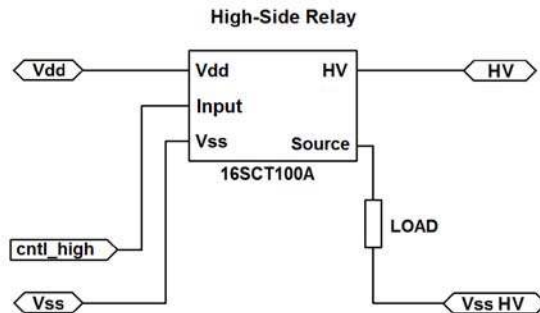 High-Side Relay
Vdd
Vdd
HV
HV
Input
Vss
Source
16SCT100A
LOAD
cntl_high
Vss
Vss HV